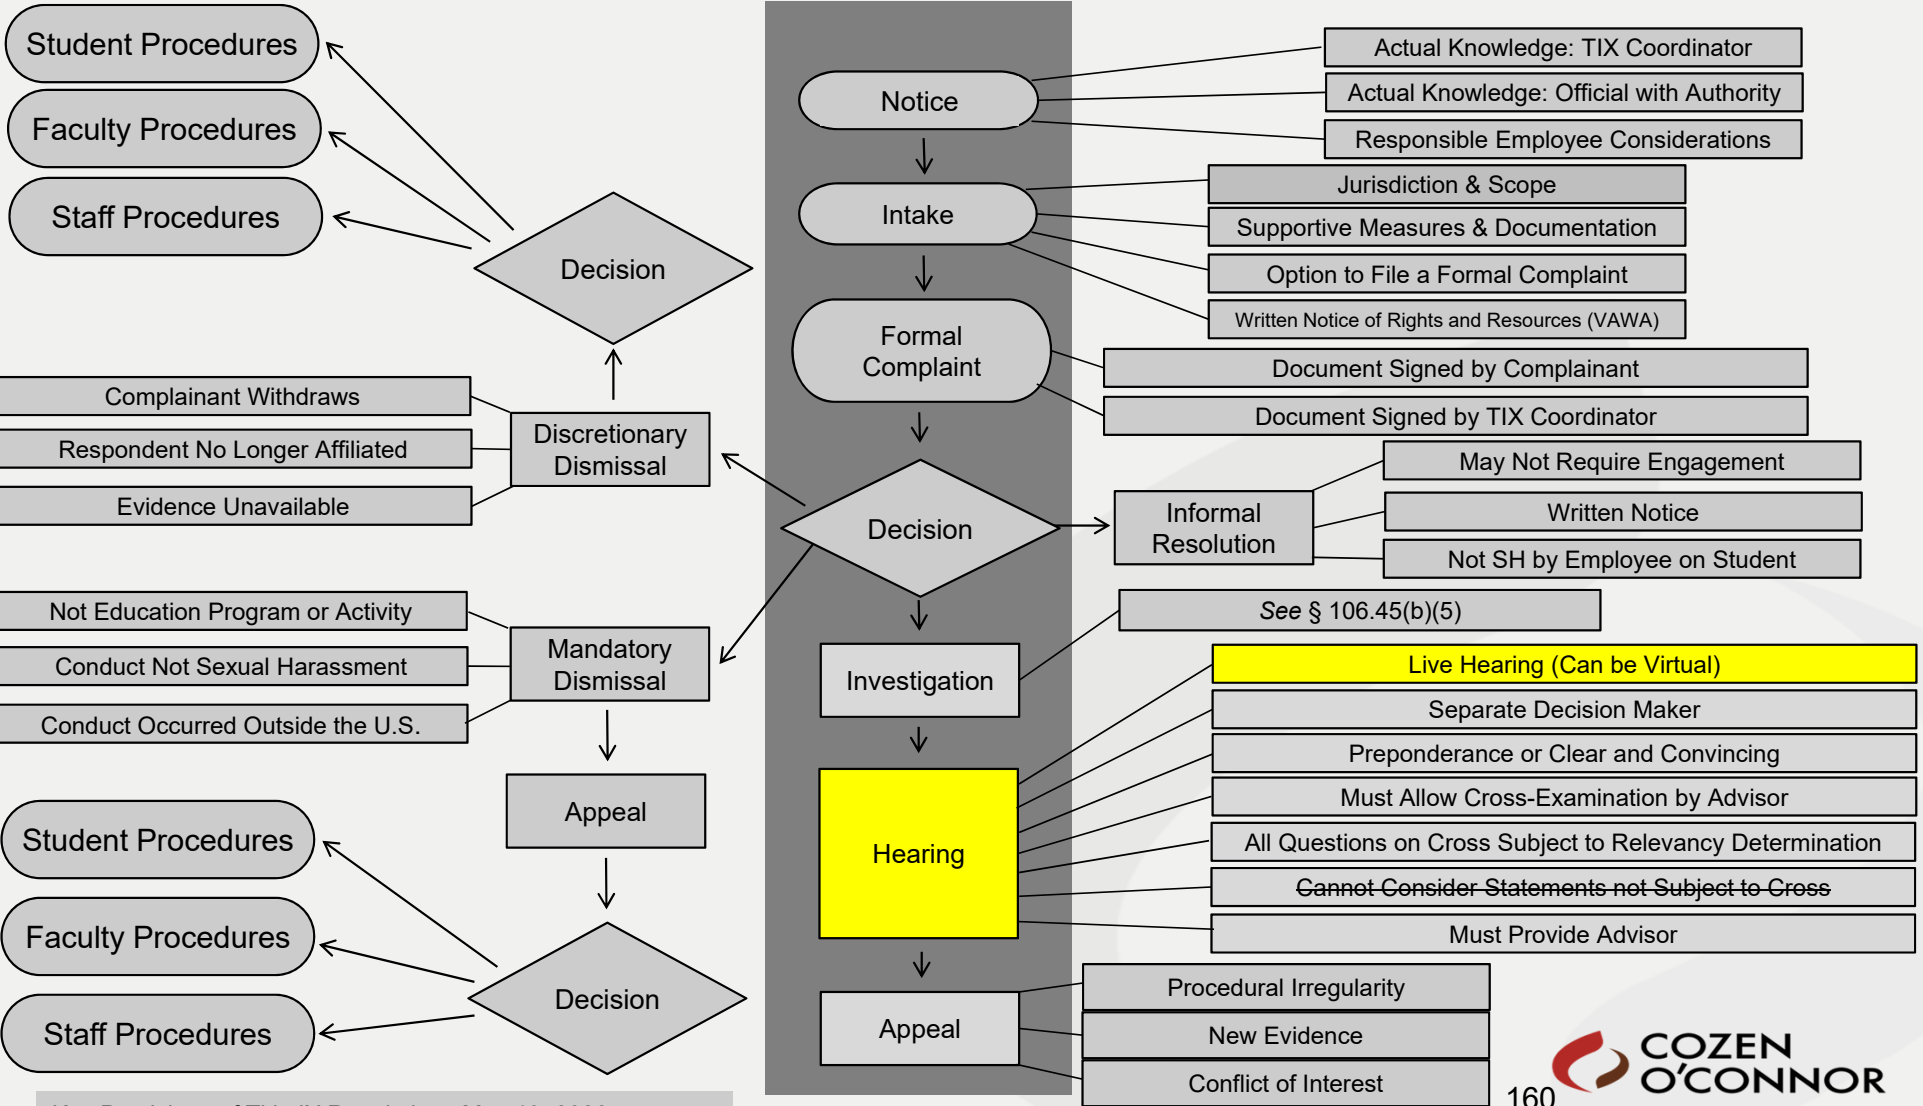 Student Procedures
Faculty Procedures
Staff Procedures
Decision
Complainant Withdraws
Respondent No Longer Affiliated
Evidence Unavailable
Discretionary
Dismissal
Not Education Program or Activity
Conduct Not Sexual Harassment
Conduct Occurred Outside the U.S.
Mandatory
Dismissal
Appeal
Student Procedures
Faculty Procedures
Staff Procedures
Decision
Notice
Actual Knowledge: TIX Coordinator
Actual Knowledge: Official with Authority
Responsible Employee Considerations
Intake
Jurisdiction & Scope
Supportive Measures & Documentation
Option to File a Formal Complaint
Written Notice of Rights and Resources (VAWA)
Formal
Complaint
Document Signed by Complainant
Document Signed by TIX Coordinator
Decision
Informal
Resolution
May Not Require Engagement
Written Notice
Not SH by Employee on Student
Investigation
See § 106.45(b)(5)
Hearing
Live Hearing (Can be Virtual)
Separate Decision Maker
Preponderance or Clear and Convincing
Must Allow Cross-Examination by Advisor
All Questions on Cross Subject to Relevancy Determination
Cannot Consider Statements not Subject to Cross
Must Provide Advisor
Appeal
Procedural Irregularity
New Evidence
Conflict of Interest
160
COZEN
O'CONNOR